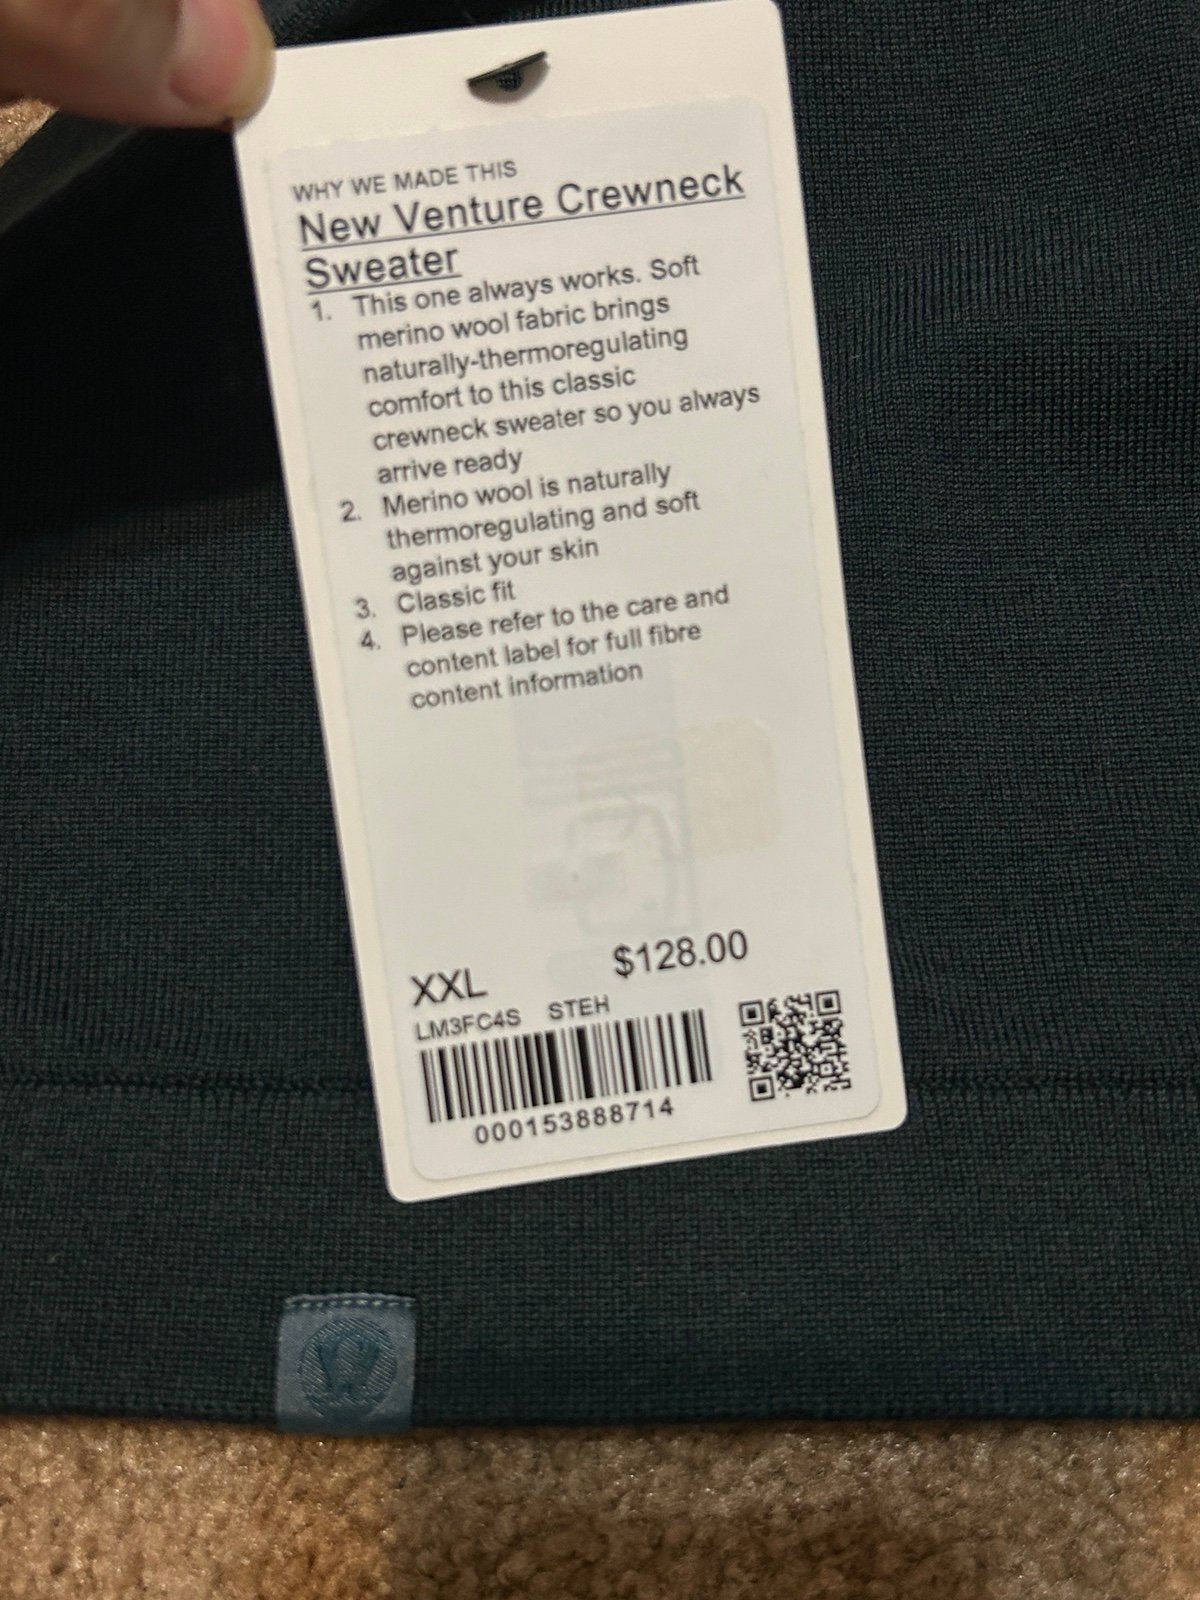 WHY WE MADE THIS
New Venture Crewneck
Sweater
1. This one always works. Soft
merino wool fabric brings
naturally-thermoregulating
comfort to this classic
crewneck sweater so you always
arrive ready
2. Merino wool is naturally
thermoregulating and soft
against your skin
3. Classic fit
4. Please refer to the care and
content label for full fibre
content information
XXL $128.00
LM3FC4S STEH
000153888714